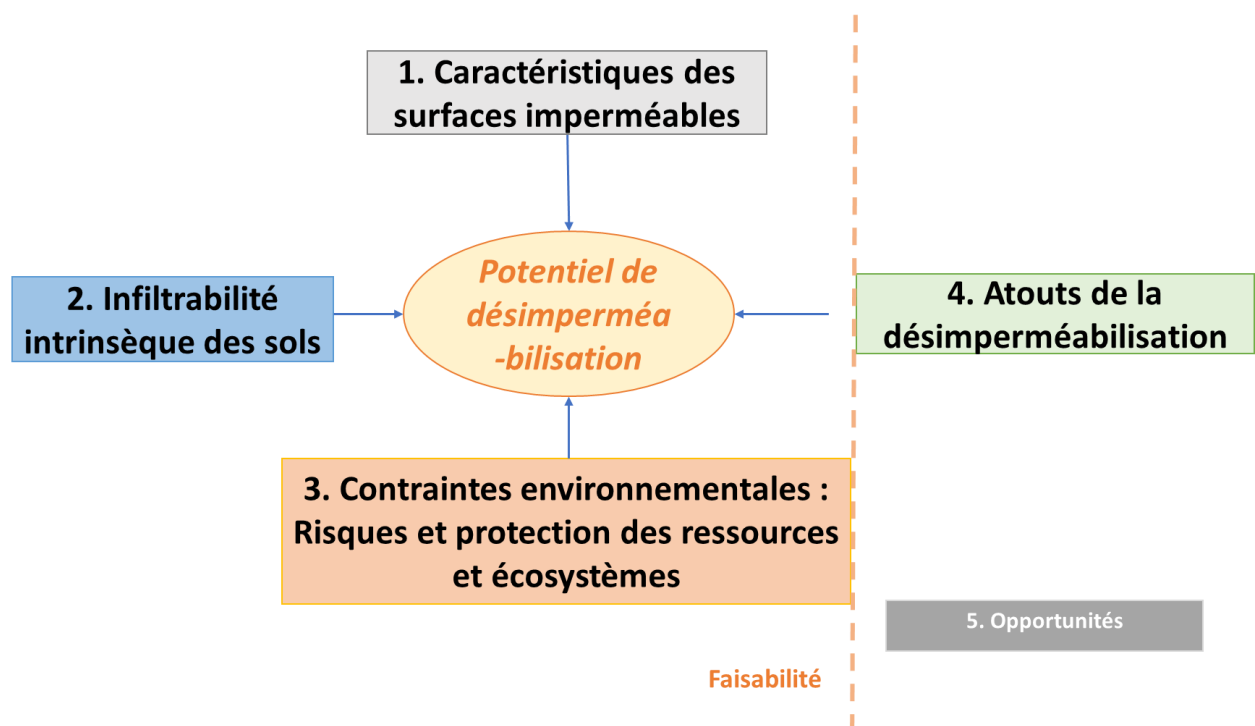 1. Caractéristiques des
surfaces imperméables
2. Infiltrabilité
intrinsèque des sols
Potentiel de
désimperméa
-bilisation
4. Atouts de la
désimperméabilisation
3. Contraintes environnementales :
Risques et protection des ressources
et écosystèmes
5. Opportunités
Faisabilité